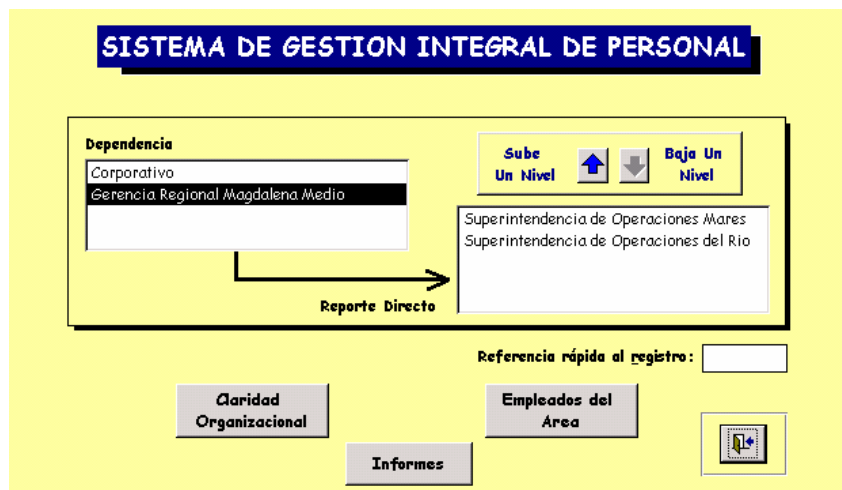 SISTEMA DE GESTION INTEGRAL DE PERSONAL
Dependencia
Corporativo
Gerencia Regional Magdalena Medio
Sube
Un Nivel
Baja Un
Nivel
Superintendencia de Operaciones Mares
Superintendencia de Operaciones del Rio
Reporte Directo
Referencia rápida al registro:
Claridad
Organizacional
Empleados del
Area
Informes